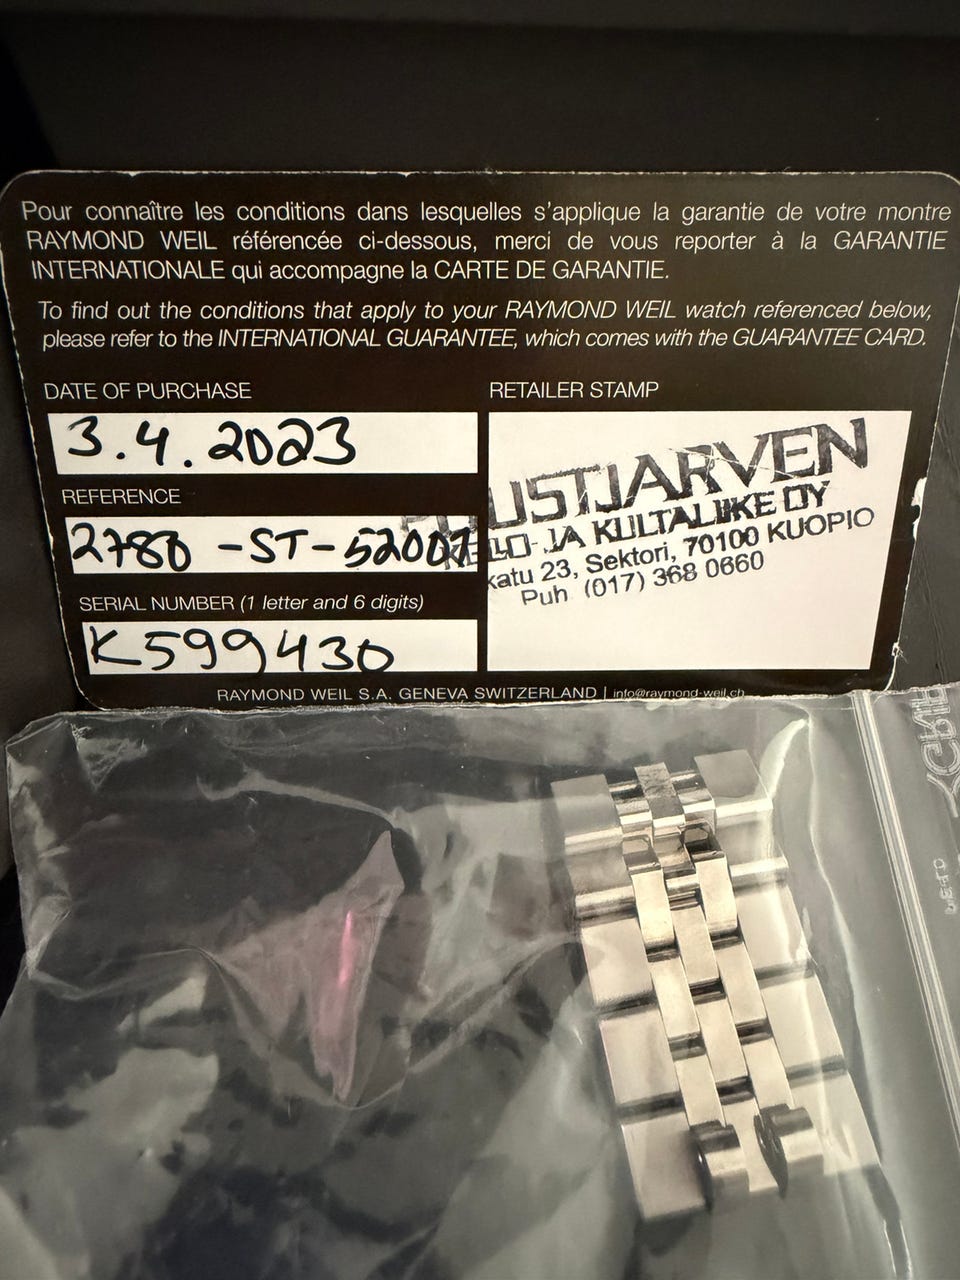 Pour connaître les conditions dans lesquelles s'applique la garantie de votre montre
RAYMOND WEIL référencée ci-dessous, merci de vous reporter à la GARANTIE
INTERNATIONALE qui accompagne la CARTE DE GARANTIE.
To find out the conditions that apply to your RAYMOND WEIL watch referenced below,
please refer to the INTERNATIONAL GUARANTEE, which comes with the GUARANTEE CARD.
DATE OF PURCHASE
3.4.2023
REFERENCE
2780 -ST-52001
SERIAL NUMBER (1 letter and 6 digits)
K599430
RETAILER STAMP
USTJARVEN
LO- JA KULTALIIKE OY
katu 23, Sektori, 70100 KUOPIO
Puh (017) 368 0660
RAYMOND WEIL S.A. GENEVA SWITZERLAND | info@raymond-weil.ch